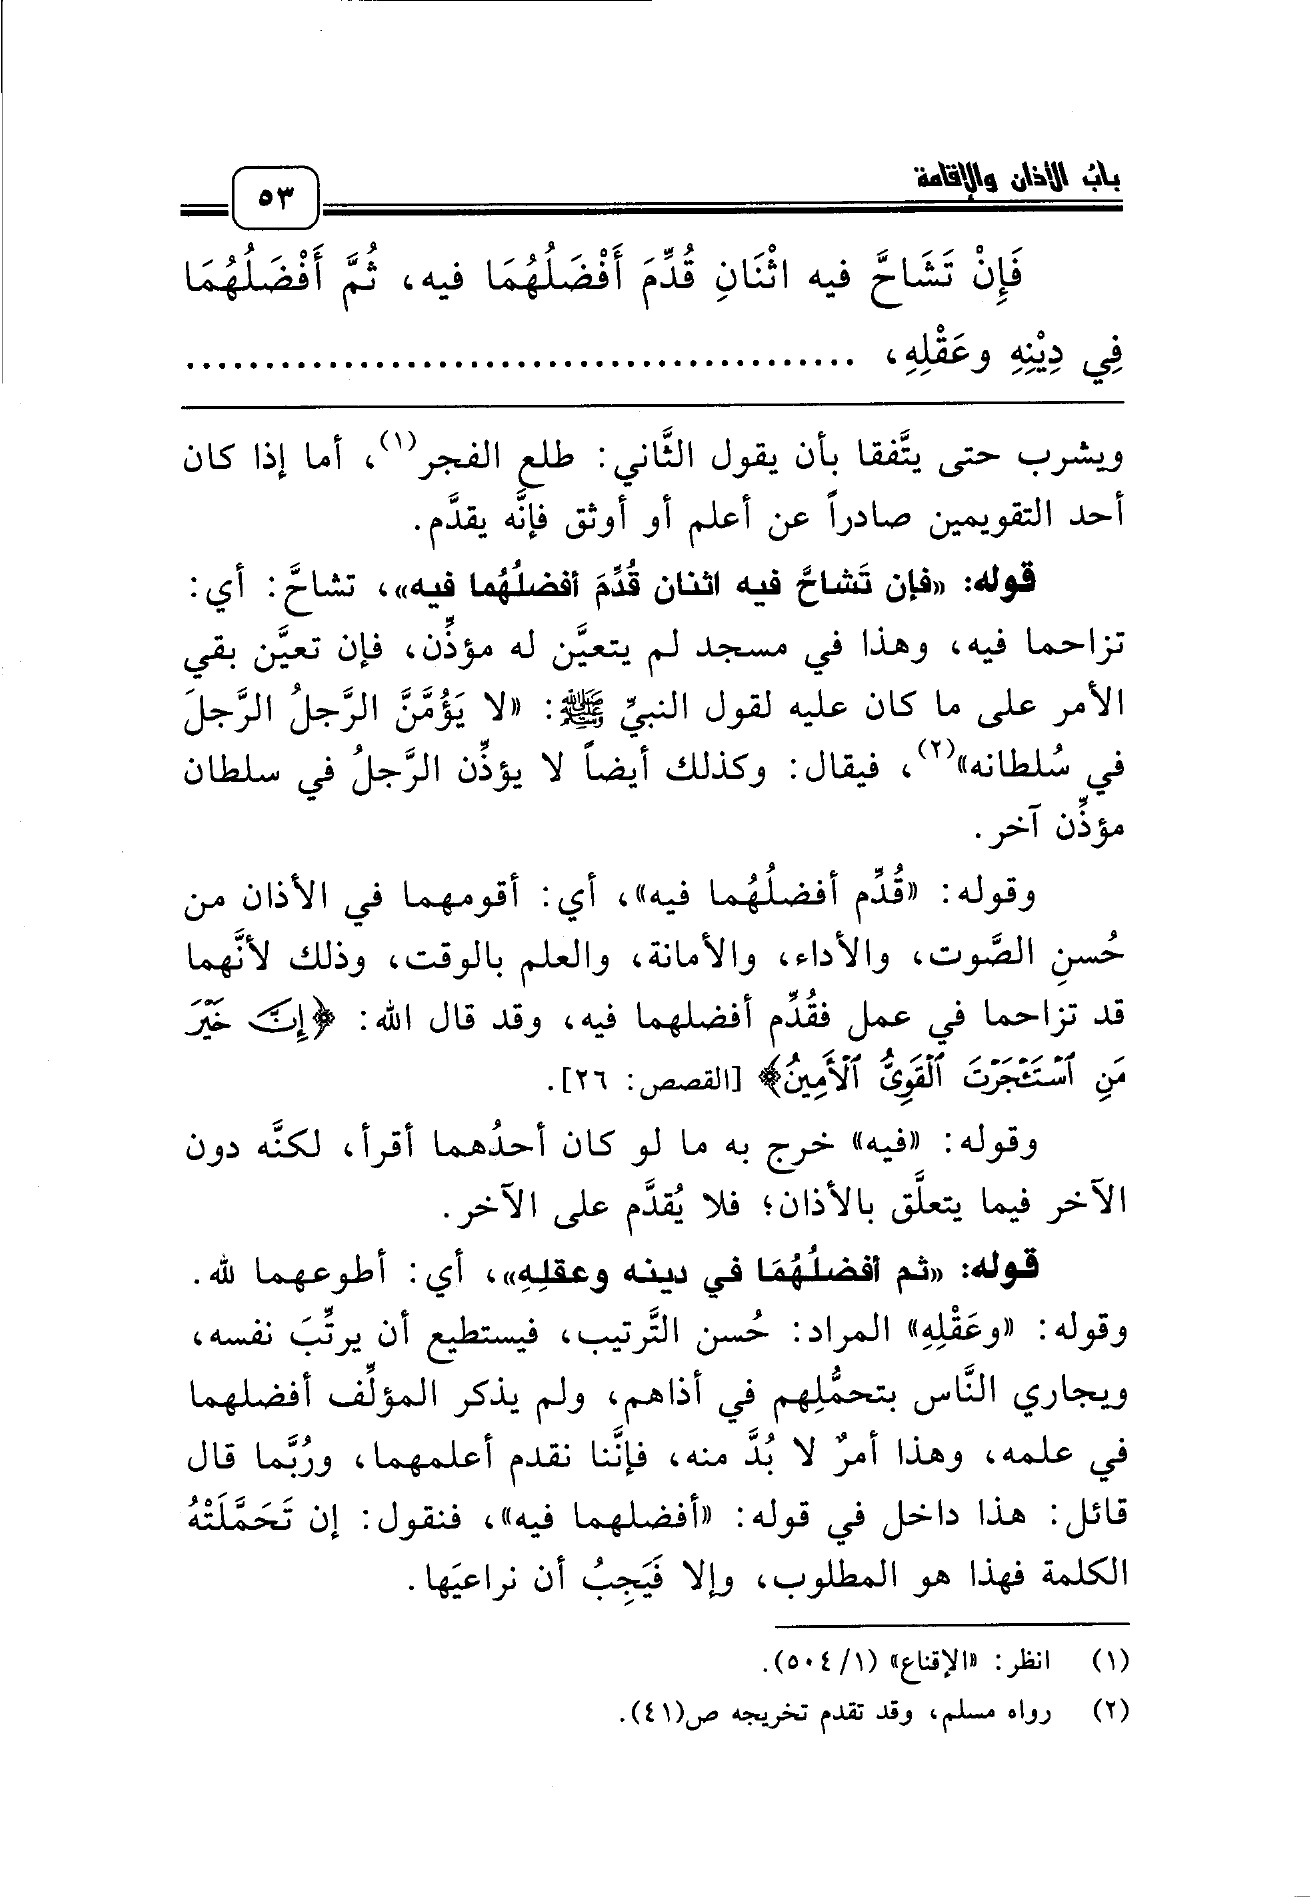 بابُ الأذان والإقامة
٥٣
فَإِنْ تَشَاحَّ فيه اثْنَانِ قُدِّمَ أَفْضَلُهُمَا فيه، ثُمَّ أَفْضَلُهُمَا
فِي دِيْنِهِ وعَقْلِهِ، ...........................................
ويشرب حتى يتَّفقا بأن يقول الثَّاني: طلع الفجر(١)، أما إذا كان
أحد التقويمين صادراً عن أعلم أو أوثق فإنَّه يقدَّم.
قوله: «فإن تَشاحَّ فيه اثنان قُدِّمَ أفضلُهُما فيه»، تشاحَّ: أي:
تزاحما فيه، وهذا في مسجد لم يتعيَّن له مؤذِّن، فإن تعيَّن بقي
الأمر على ما كان عليه لقول النبيِّ ﷺ: «لا يَؤُمَّنَّ الرَّجلُ الرَّجلَ
في سُلطانه»(٢)، فيقال: وكذلك أيضاً لا يؤذِّن الرَّجلُ في سلطان
مؤذِّن آخر.
وقوله: «قُدِّم أفضلُهُما فيه»، أي: أقومهما في الأذان من
حُسنِ الصَّوت، والأداء، والأمانة، والعلم بالوقت، وذلك لأنَّهما
قد تزاحما في عمل فقُدِّم أفضلهما فيه، وقد قال الله: ﴿إِنَّ خَيْرَ
مَنِ ٱسْتَـْٔجَرْتَ ٱلْقَوِىُّ ٱلْأَمِينُ﴾ [القصص: ٢٦].
وقوله: «فيه» خرج به ما لو كان أحدُهما أقرأ، لكنَّه دون
الآخر فيما يتعلَّق بالأذان؛ فلا يُقدَّم على الآخر.
قوله: «ثم أفضلُهُمَا في دينه وعقلِهِ»، أي: أطوعهما لله.
وقوله: «وعَقْلِهِ» المراد: حُسن التَّرتيب، فيستطيع أن يرتِّبَ نفسه،
ويجاري النَّاس بتحمُّلِهم في أذاهم، ولم يذكر المؤلِّف أفضلهما
في علمه، وهذا أمرٌ لا بُدَّ منه، فإنَّنا نقدم أعلمهما، ورُبَّما قال
قائل: هذا داخل في قوله: «أفضلهما فيه»، فنقول: إن تَحَمَّلَتْهُ
الكلمة فهذا هو المطلوب، وإلا فَيَجِبُ أن نراعيَها.
(١) انظر: «الإقناع» (٥٠٤/١).
(٢) رواه مسلم، وقد تقدم تخريجه ص(٤١).